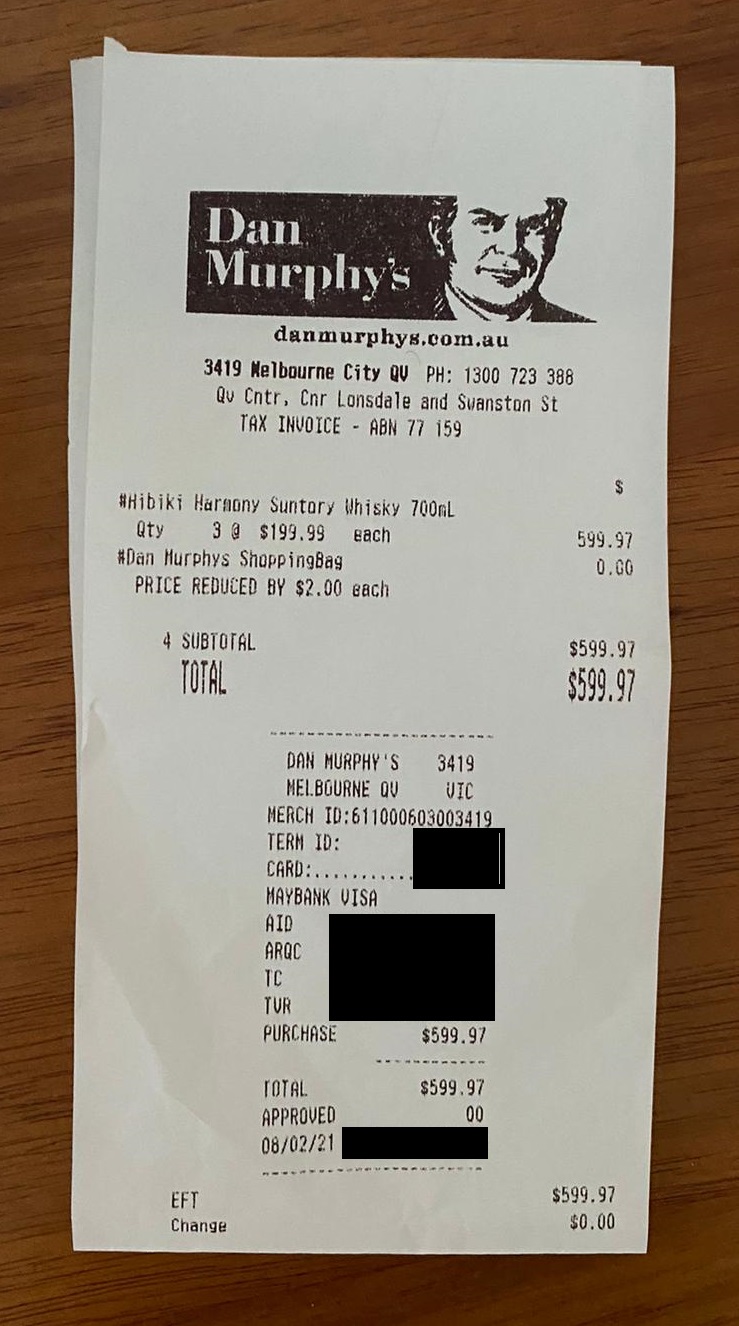 Dan
Murphy's
danmurphys.com.au
3419 Melbourne City QV PH: 1300 723 388
Qv Cntr, Cnr Lonsdale and Swanston St
TAX INVOICE - ABN 77 159
$
#Hibiki Harmony Suntory Whisky 700mL
Qty 3 @ $199.99 each 599.97
#Dan Murphys ShoppingBag 0.00
PRICE REDUCED BY $2.00 each
4 SUBTOTAL $599.97
TOTAL $599.97
DAN MURPHY'S 3419
MELBOURNE QV VIC
MERCH ID:611000603003419
TERM ID:
CARD:..........
MAYBANK VISA
AID
ARQC
TC
TVR
PURCHASE $599.97
TOTAL $599.97
APPROVED 00
08/02/21
EFT $599.97
Change $0.00